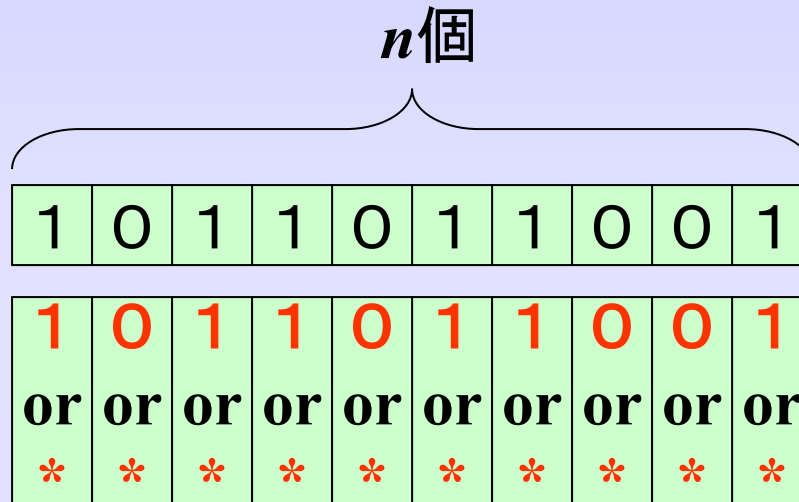 n個
1 0 1 1 0 1 1 0 0 1
1 0 1 1 0 1 1 0 0 1
or or or or or or or or or or
* * * * * * * * * *